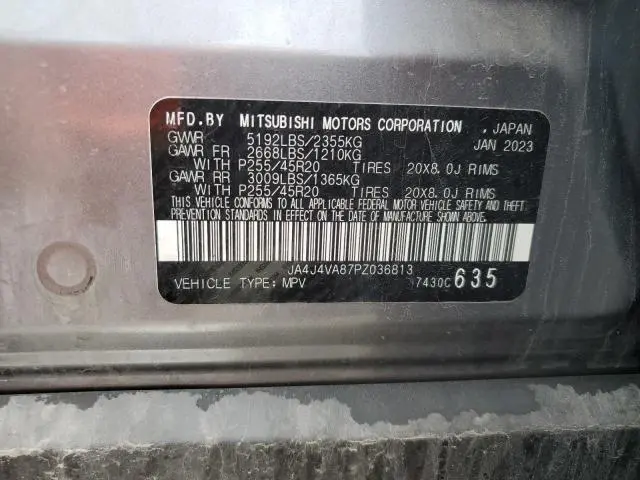 MFD.BY MITSUBISHI MOTORS CORPORATION , JAPAN
GVWR 5192LBS/2355KG JAN 2023
GAWR FR 2668LBS/1210KG
WITH P255/45R20 TIRES 20X8.0J RIMS
GAWR RR 3009LBS/1365KG
WITH P255/45R20 TIRES 20X8.0J RIMS
THIS VEHICLE CONFORMS TO ALL APPLICABLE FEDERAL MOTOR VEHICLE SAFETY AND THEFT
PREVENTION STANDARDS IN EFFECT ON THE DATE OF MANUFACTURE SHOWN ABOVE.
JA4J4VA87PZ036813
VEHICLE TYPE: MPV 7430C 635